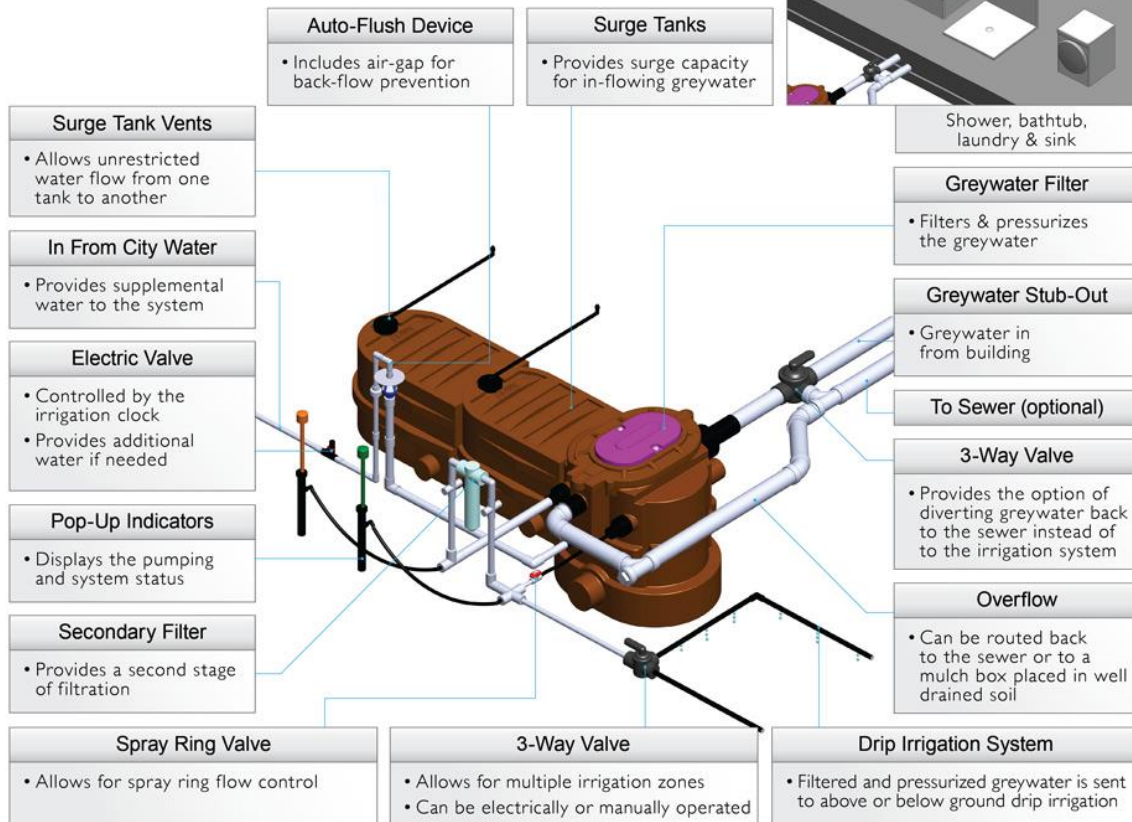 Auto-Flush Device
• Includes air-gap for
back-flow prevention
Surge Tanks
• Provides surge capacity
for in-flowing greywater
Shower, bathtub,
laundry & sink
Surge Tank Vents
• Allows unrestricted
water flow from one
tank to another
In From City Water
• Provides supplemental
water to the system
Electric Valve
• Controlled by the
irrigation clock
• Provides additional
water if needed
Pop-Up Indicators
• Displays the pumping
and system status
Secondary Filter
• Provides a second stage
of filtration
Greywater Filter
• Filters & pressurizes
the greywater
Greywater Stub-Out
• Greywater in
from building
To Sewer (optional)
3-Way Valve
• Provides the option of
diverting greywater back
to the sewer instead of
to the irrigation system
Overflow
• Can be routed back
to the sewer or to a
mulch box placed in well
drained soil
Spray Ring Valve
• Allows for spray ring flow control
3-Way Valve
• Allows for multiple irrigation zones
• Can be electrically or manually operated
Drip Irrigation System
• Filtered and pressurized greywater is sent
to above or below ground drip irrigation